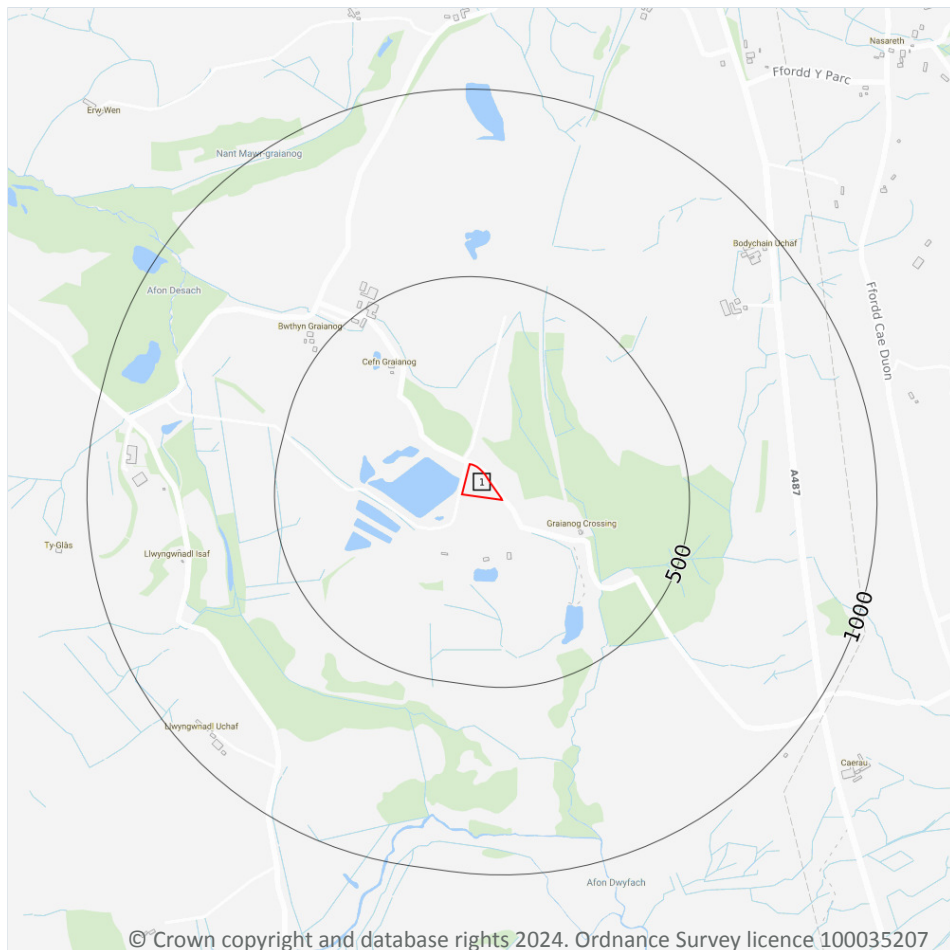 Nasareth
Ffordd Y Parc
Erw Wen
Nant Mawr-graianog
Bodychain Uchaf
Afon Desach
Ffordd Cae Duon
Bwthyn Graianog
Cefn Graianog
A487
1
Graianog Crossing
Ty Glâs
Llwyngwnadl Isaf
500
1000
Llwyngwnadl Uchaf
Caerau
Afon Dwyfach
© Crown copyright and database rights 2024. Ordnance Survey licence 100035207